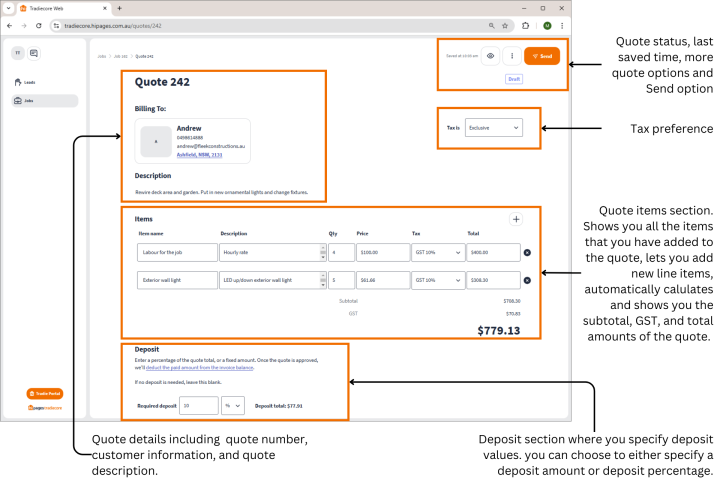 Tradiecore Web
tradiecore.hipages.com.au/quotes/242
M
TT
Leads
Jobs
Jobs / Job 882 / Quote 242
Saved at 10:05 am
Send
Draft
Quote 242
Billing To:
A
Andrew
andrew@fleekconstructions.au
Ashfield, NSW, 2131
Tax is
Exclusive
Description
Rewire deck area and garden. Put in new ornamental lights and change fixtures.
Items
Item name Description Qty Price Tax Total
Labour for the job Hourly rate 4 $100.00 GST 10% $400.00
Exterior wall light LED up/down exterior wall light 5 $61.66 GST 10% $308.30
Subtotal $708.30
GST $70.83
$779.13
Deposit
Enter a percentage of the quote total, or a fixed amount. Once the quote is approved,
we'll deduct the paid amount from the invoice balance.
If no deposit is needed, leave this blank.
Required deposit 10 % Deposit total: $77.91
Tradie Portal
hipages tradiecore
Quote status, last
saved time, more
quote options and
Send option
Tax preference
Quote items section.
Shows you all the items
that you have added to
the quote, lets you add
new line items,
automatically calulates
and shows you the
subtotal, GST, and total
amounts of the quote.
Quote details including quote number,
customer information, and quote
description.
Deposit section where you specify deposit
values. you can choose to either specify a
deposit amount or deposit percentage.